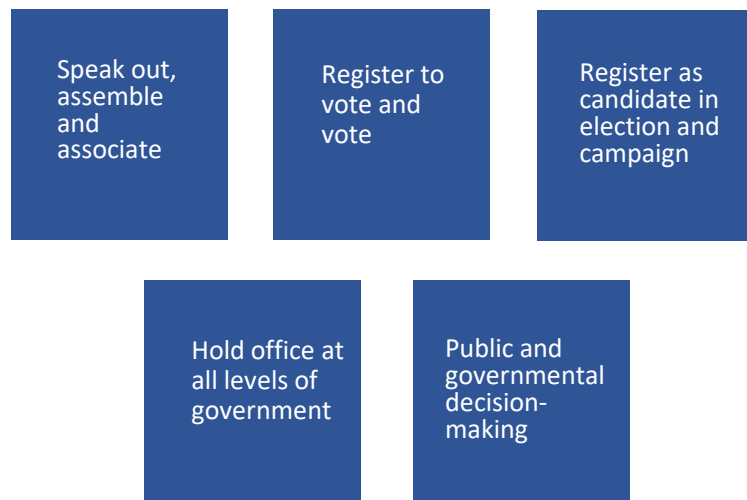 Speak out,
assemble
and
associate
Register to
vote and
vote
Register as
candidate in
election and
campaign
Hold office at
all levels of
government
Public and
governmental
decision-
making